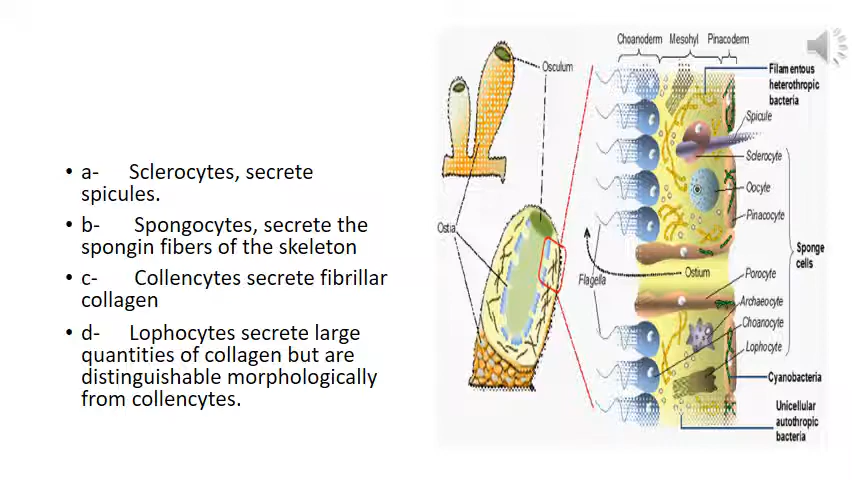 • a- Sclerocytes, secrete
spicules.
• b- Spongocytes, secrete the
spongin fibers of the skeleton
• c- Collencytes secrete fibrillar
collagen
• d- Lophocytes secrete large
quantities of collagen but are
distinguishable morphologically
from collencytes.
Choanoderm Mesohyl Pinacoderm
Osculum
Ostia
Flagella
Filamentous
heterothropic
bacteria
Spicule
Sclerocyte
Oocyte
Pinacocyte
Sponge
cells
Ostium
Porocyte
Archaeocyte
Choanocyte
Lophocyte
Cyanobacteria
Unicellular
autothropic
bacteria